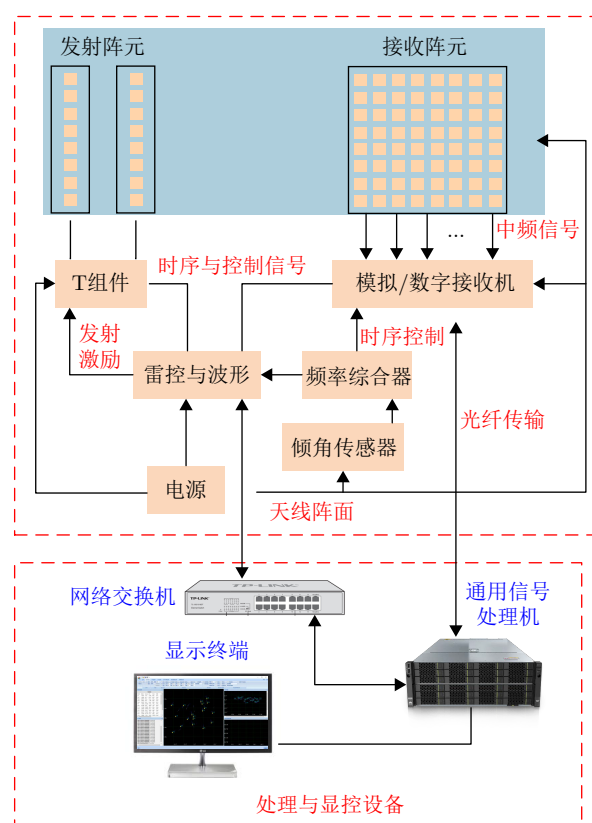 发射阵元
接收阵元
...
中频信号
T组件
时序与控制信号
模拟/数字接收机
发射
激励
时序控制
雷控与波形
频率综合器
光纤传输
倾角传感器
电源
天线阵面
网络交换机
TP-LINK
TP-LINK
通用信号
处理机
显示终端
处理与显控设备